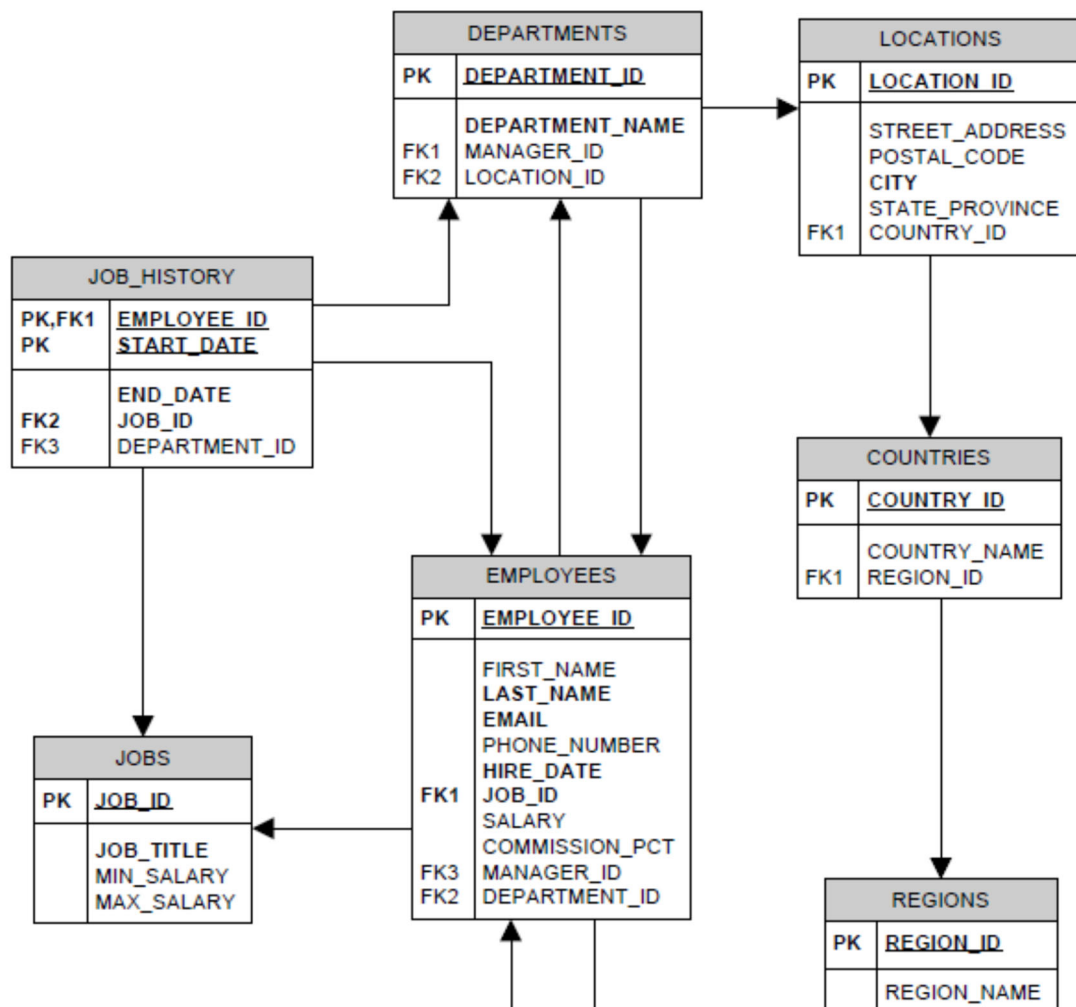 DEPARTMENTS
PK DEPARTMENT_ID
DEPARTMENT_NAME
FK1 MANAGER_ID
FK2 LOCATION_ID
LOCATIONS
PK LOCATION_ID
STREET_ADDRESS
POSTAL_CODE
CITY
STATE_PROVINCE
FK1 COUNTRY_ID
JOB_HISTORY
PK,FK1 EMPLOYEE_ID
PK START_DATE
END_DATE
FK2 JOB_ID
FK3 DEPARTMENT_ID
COUNTRIES
PK COUNTRY_ID
COUNTRY_NAME
FK1 REGION_ID
EMPLOYEES
PK EMPLOYEE_ID
FIRST_NAME
LAST_NAME
EMAIL
PHONE_NUMBER
HIRE_DATE
FK1 JOB_ID
SALARY
COMMISSION_PCT
FK3 MANAGER_ID
FK2 DEPARTMENT_ID
JOBS
PK JOB_ID
JOB_TITLE
MIN_SALARY
MAX_SALARY
REGIONS
PK REGION_ID
REGION_NAME